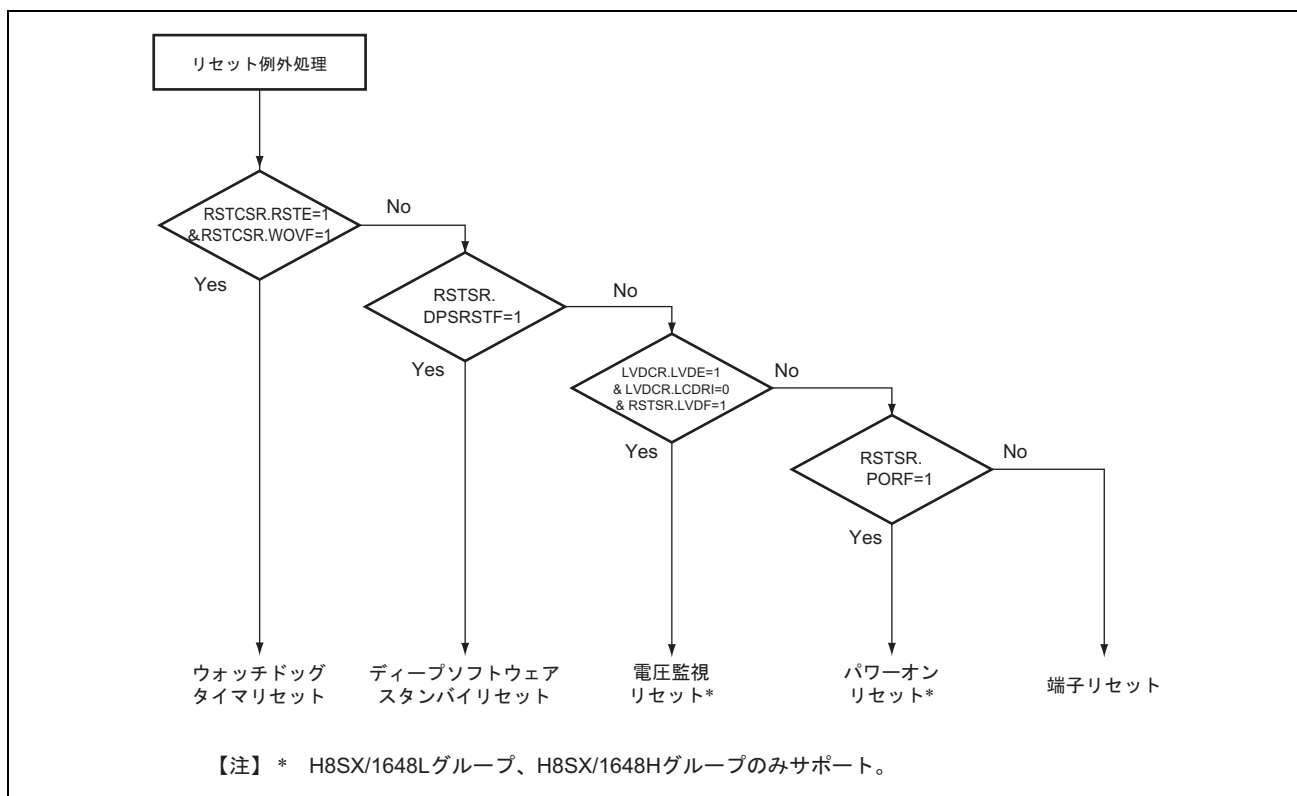 リセット例外処理
RSTCSR.RSTE=1
&RSTCSR.WOVF=1
No
Yes
RSTSR.
DPSRSTF=1
No
Yes
LVDCR.LVDE=1
& LVDCR.LCDRI=0
& RSTSR.LVDF=1
No
Yes
RSTSR.
PORF=1
No
Yes
ウォッチドッグ
タイマリセット
ディープソフトウェア
スタンバイリセット
電圧監視
リセット*
パワーオン
リセット*
端子リセット
【注】 * H8SX/1648Lグループ、H8SX/1648Hグループのみサポート。